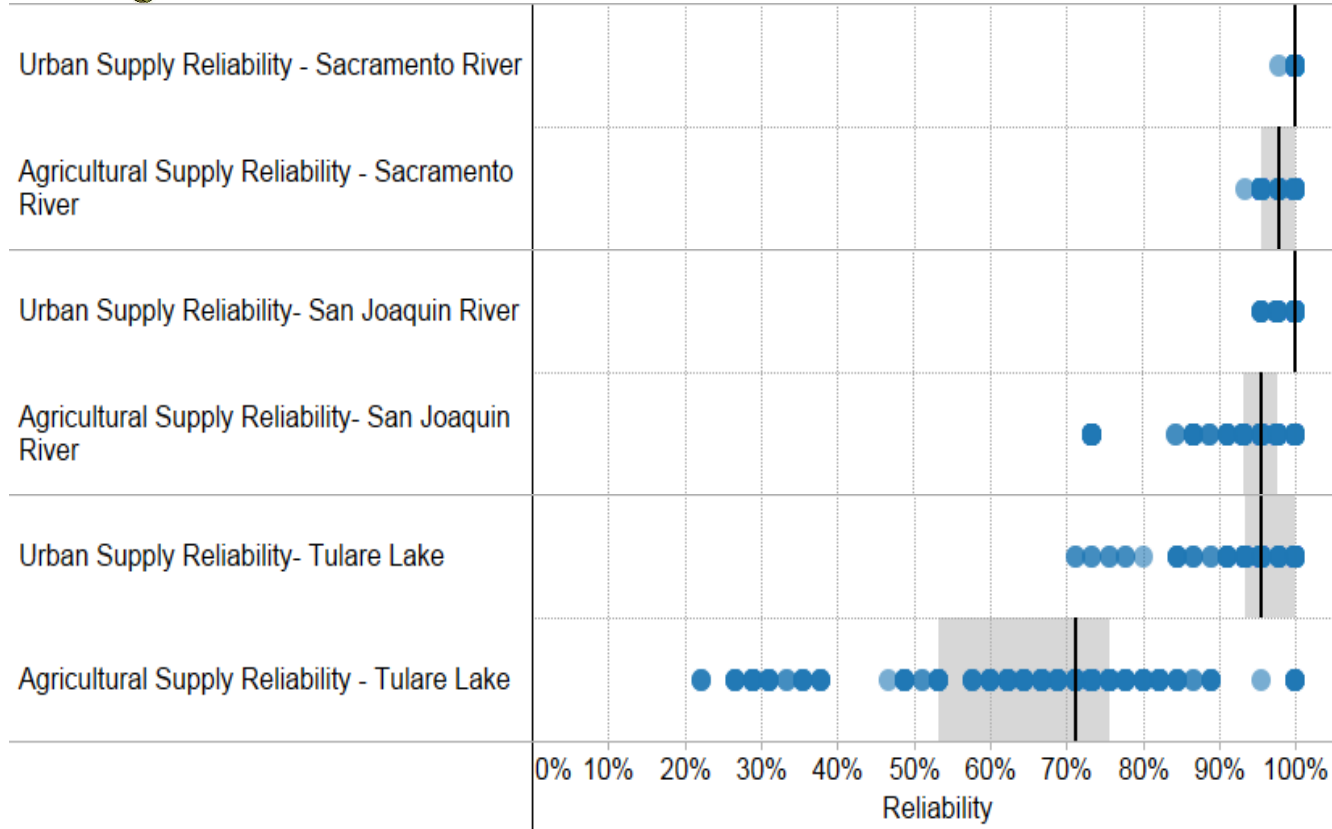 Urban Supply Reliability - Sacramento River
Agricultural Supply Reliability - Sacramento
River
Urban Supply Reliability- San Joaquin River
Agricultural Supply Reliability- San Joaquin
River
Urban Supply Reliability- Tulare Lake
Agricultural Supply Reliability - Tulare Lake
0% 10% 20% 30% 40% 50% 60% 70% 80% 90% 100%
Reliability